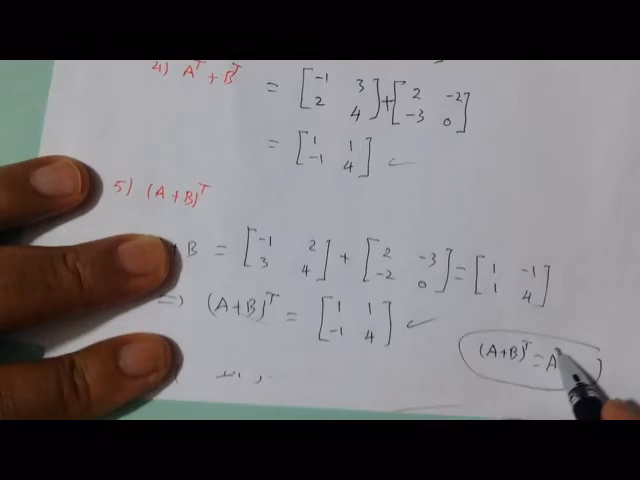 4) Aᵀ + Bᵀ = [-1 3; 2 4] + [2 -2; -3 0]
= [1 1; -1 4]
5) (A+B)ᵀ
B = [-1 2; 3 4] + [2 -3; -2 0] = [1 -1; 1 4]
=> (A+B)ᵀ = [1 1; -1 4]
(A+B)ᵀ = A